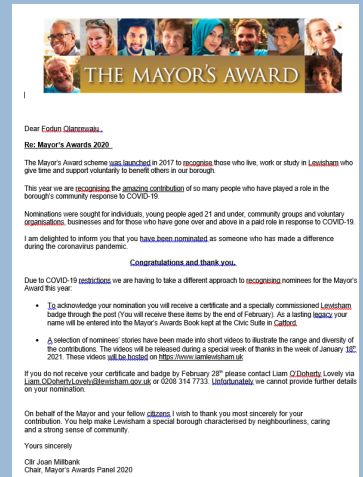 THE MAYOR'S AWARD
Dear Fodun Olanrewaju ,
Re: Mayor's Awards 2020
The Mayor's Award scheme was launched in 2017 to recognise those who live, work or study in Lewisham who
give time and support voluntarily to benefit others in our borough.
This year we are recognising the amazing contribution of so many people who have played a role in the
borough's community response to COVID-19.
Nominations were sought for individuals, young people aged 21 and under, community groups and voluntary
organisations, businesses and for those who have gone over and above in a paid role in response to COVID-19.
I am delighted to inform you that you have been nominated as someone who has made a difference
during the coronavirus pandemic.
Congratulations and thank you.
Due to COVID-19 restrictions we are having to take a different approach to recognising nominees for the Mayor's
Award this year:
• To acknowledge your nomination you will receive a certificate and a specially commissioned Lewisham
badge through the post (You will receive these items by the end of February). As a lasting legacy your
name will be entered into the Mayor's Awards Book kept at the Civic Suite in Catford.
• A selection of nominees' stories have been made into short videos to illustrate the range and diversity of
the contributions. The videos will be released during a special week of thanks in the week of January 18th
2021. These videos will be hosted on https://www.iamlewisham.uk
If you do not receive your certificate and badge by February 28th please contact Liam O'Doherty Lovely via
Liam.ODohertyLovely@lewisham.gov.uk or 0208 314 7733. Unfortunately we cannot provide further details
on your nomination.
On behalf of the Mayor and your fellow citizens I wish to thank you most sincerely for your
contribution. You help make Lewisham a special borough characterised by neighbourliness, caring
and a strong sense of community.
Yours sincerely
Cllr Joan Millbank
Chair, Mayor's Awards Panel 2020